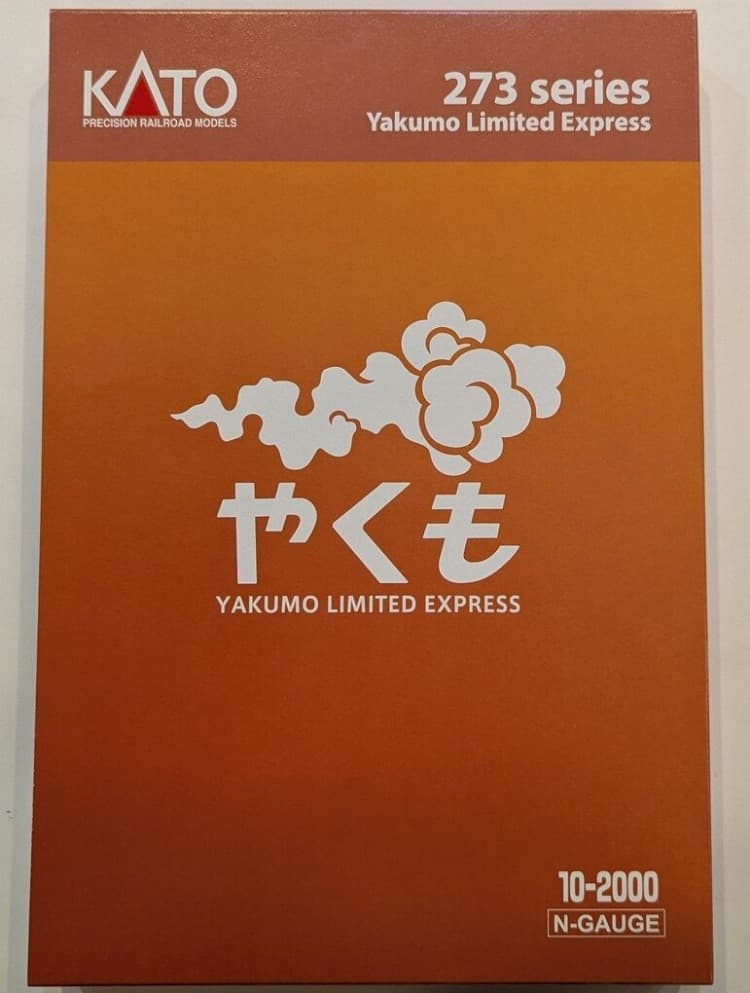 KATO
PRECISION RAILROAD MODELS
273 series
Yakumo Limited Express
やくも
YAKUMO LIMITED EXPRESS
10-2000
N-GAUGE